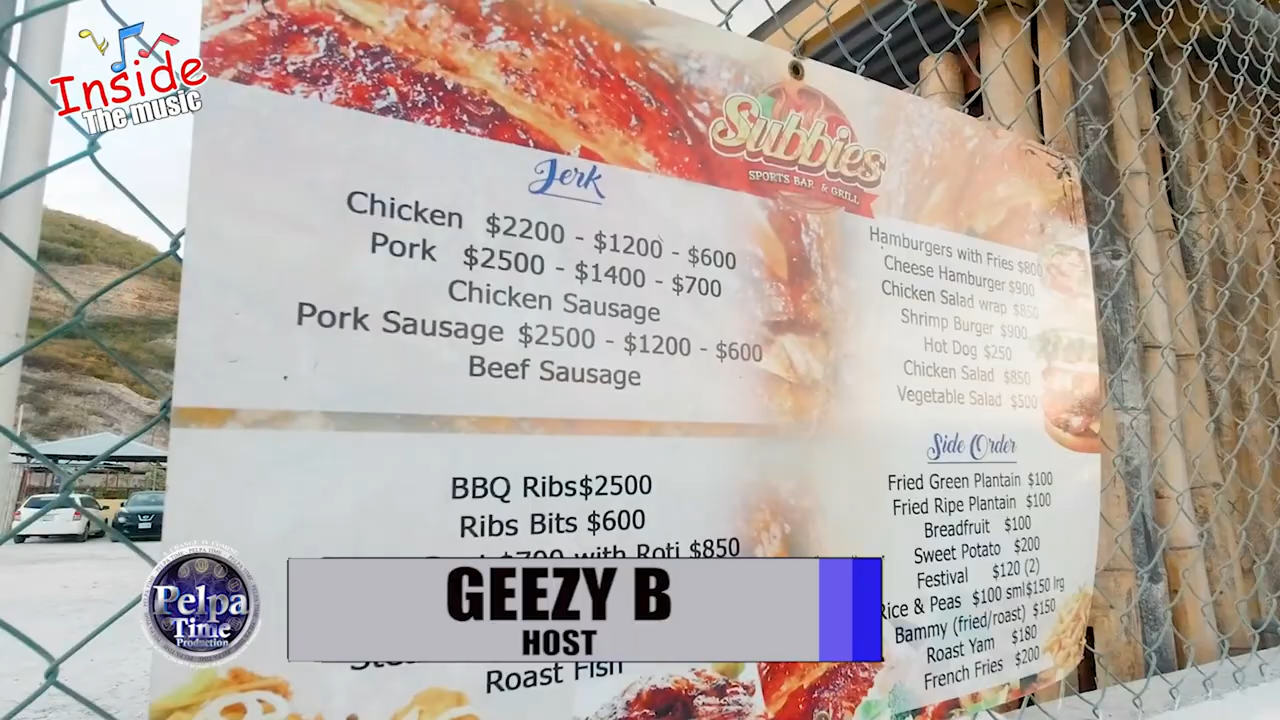 Inside
The music
Subbies
SPORTS BAR & GRILL
Jerk
Chicken $2200 - $1200 - $600
Pork $2500 - $1400 - $700
Chicken Sausage
Pork Sausage $2500 - $1200 - $600
Beef Sausage
BBQ Ribs $2500
Ribs Bits $600
$700 with Roti $850
Roast Fish
Hamburgers with Fries $800
Cheese Hamburger $900
Chicken Salad wrap $850
Shrimp Burger $900
Hot Dog $250
Chicken Salad $850
Vegetable Salad $500
Side Order
Fried Green Plantain $100
Fried Ripe Plantain $100
Breadfruit $100
Sweet Potato $200
Festival $120 (2)
Rice & Peas $100 sml $150 lrg
Bammy (fried/roast) $150
Roast Yam $180
French Fries $200
Pelpa
Time
Production
GEEZY B
HOST